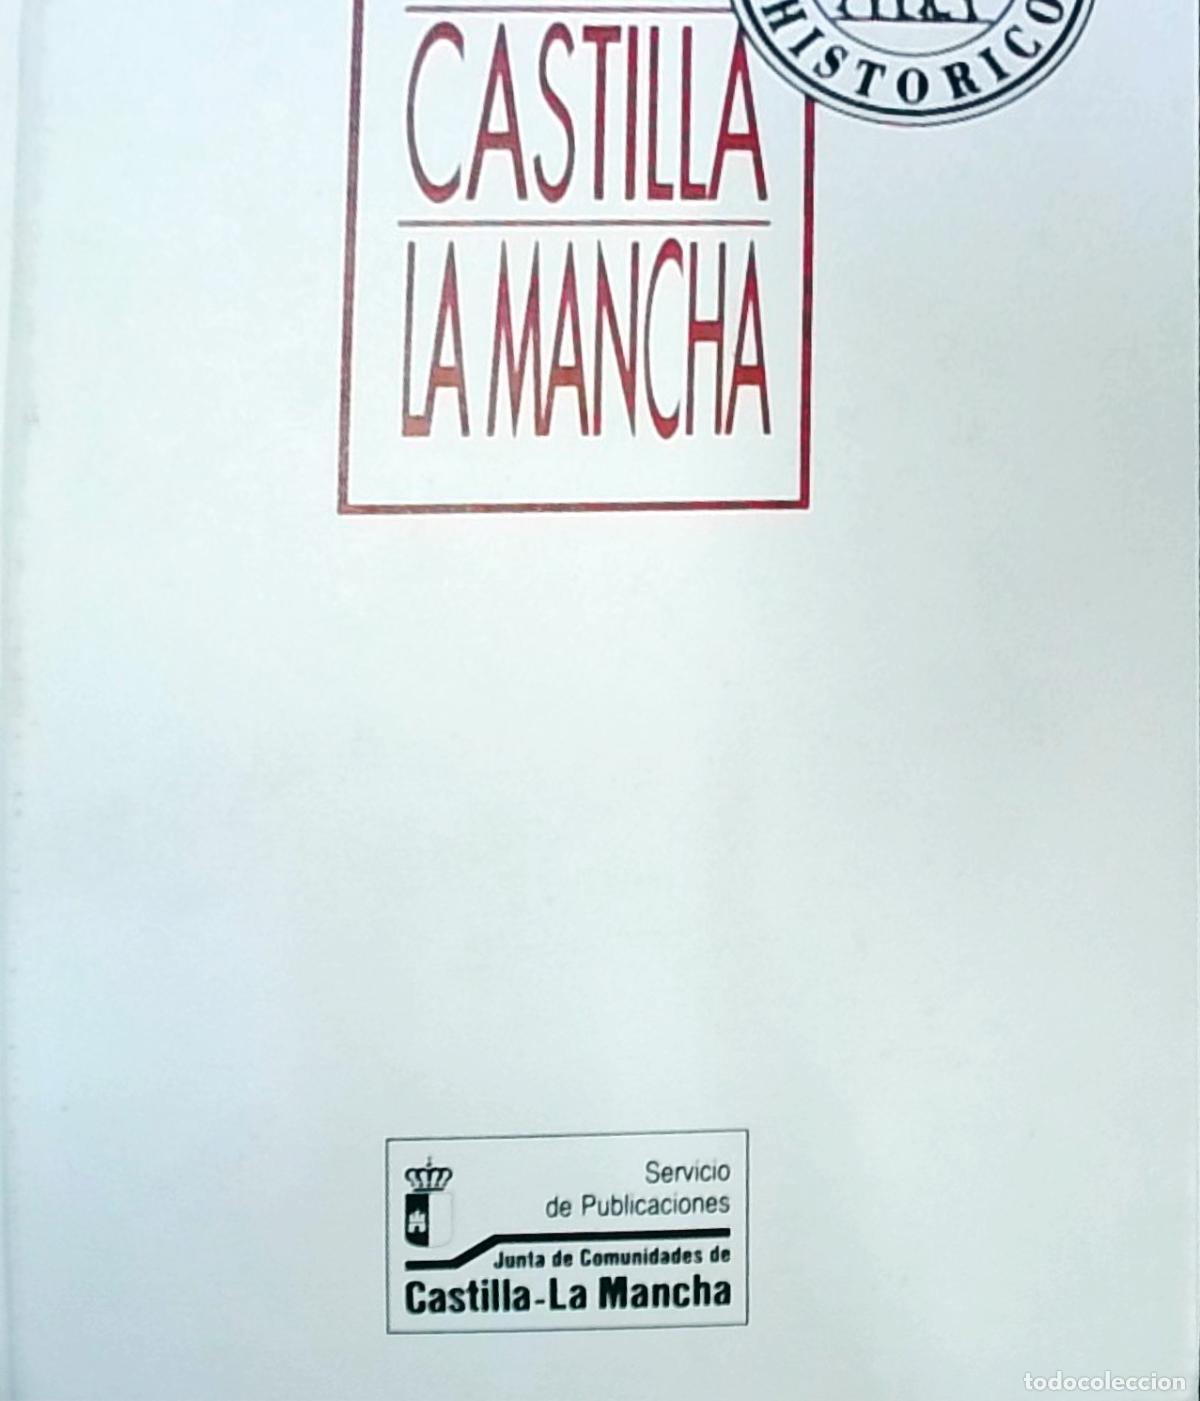 HISTORICO
CASTILLA
LA MANCHA
Servicio
de Publicaciones
Junta de Comunidades de
Castilla-La Mancha
todocoleccion